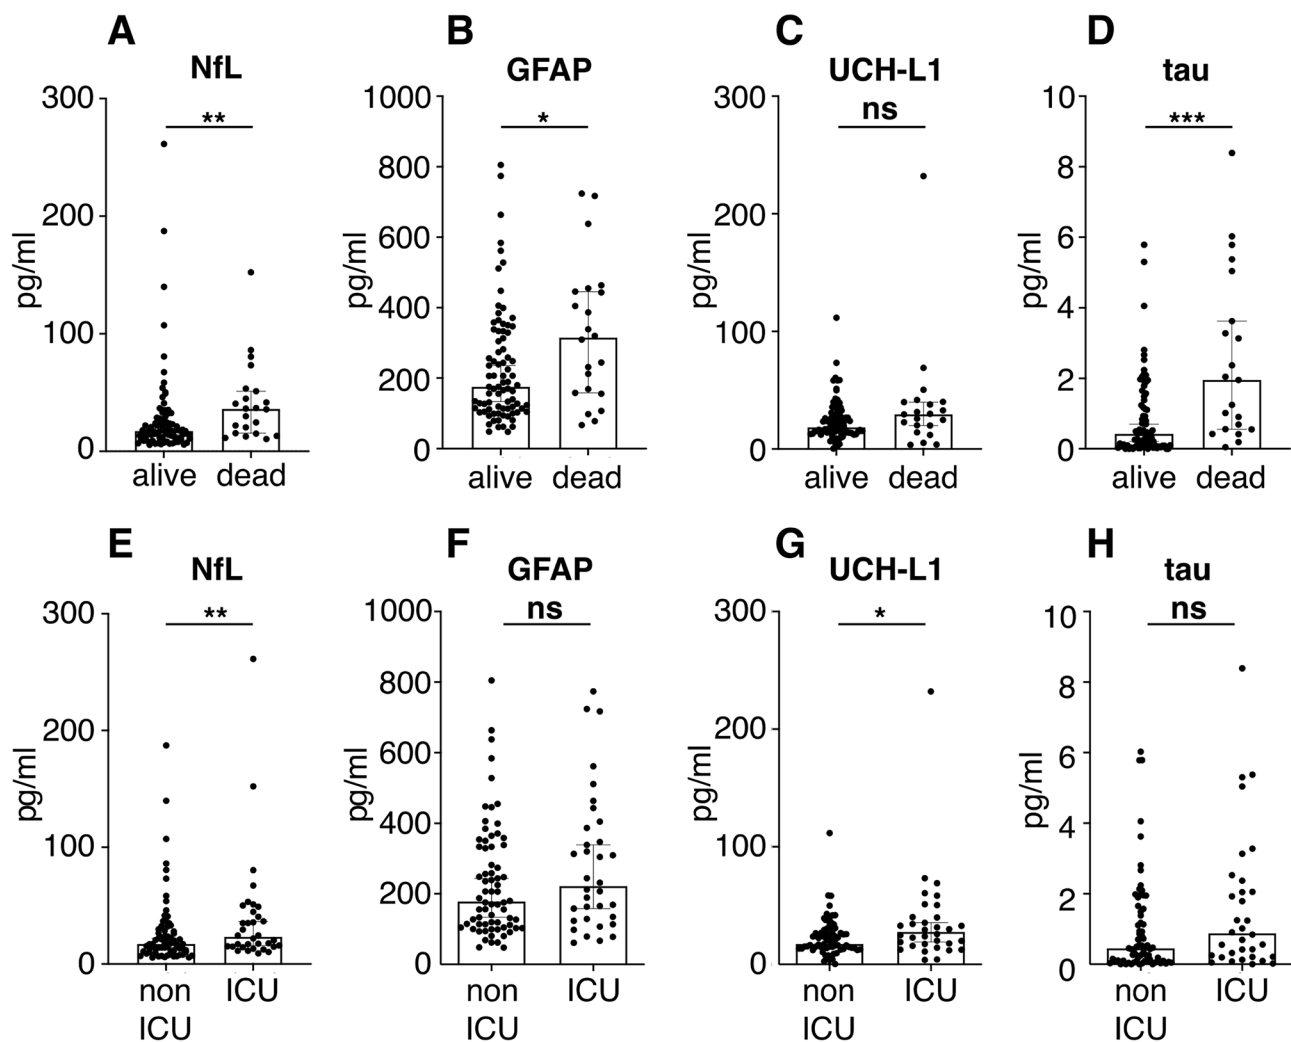 A
NfL
**
300
200
100
0
pg/ml
alive dead
B
GFAP
*
1000
800
600
400
200
0
pg/ml
alive dead
C
UCH-L1
ns
300
200
100
0
pg/ml
alive dead
D
tau
***
10
8
6
4
2
0
pg/ml
alive dead
E
NfL
**
300
200
100
0
pg/ml
non ICU
ICU
F
GFAP
ns
1000
800
600
400
200
0
pg/ml
non ICU
ICU
G
UCH-L1
*
300
200
100
0
pg/ml
non ICU
ICU
H
tau
ns
10
8
6
4
2
0
pg/ml
non ICU
ICU